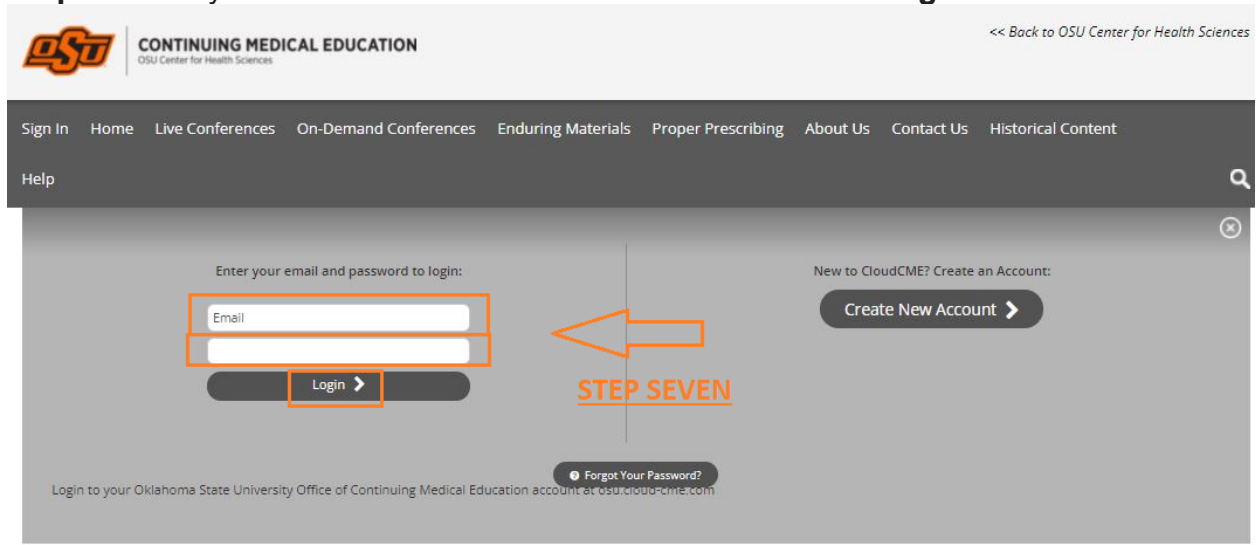 OSU
CONTINUING MEDICAL EDUCATION
OSU Center for Health Sciences
<< Back to OSU Center for Health Sciences
Sign In Home Live Conferences On-Demand Conferences Enduring Materials Proper Prescribing About Us Contact Us Historical Content
Help
Enter your email and password to login:
New to CloudCME? Create an Account:
Email
Create New Account
Login
STEP SEVEN
Forgot Your Password?
Login to your Oklahoma State University Office of Continuing Medical Education account at osu.cloud-cme.com